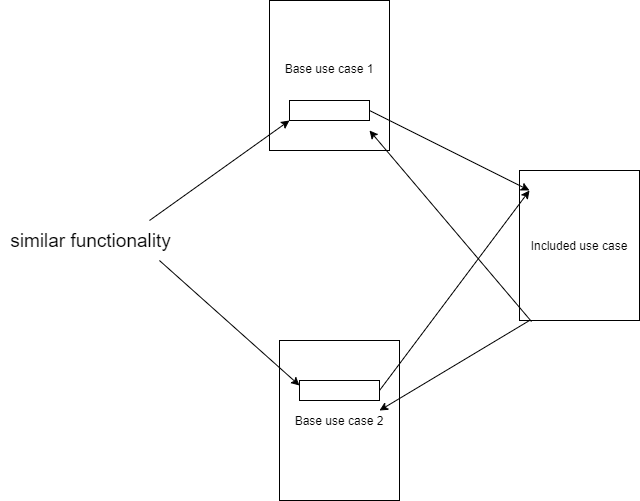 Base use case 1
similar functionality
Included use case
Base use case 2